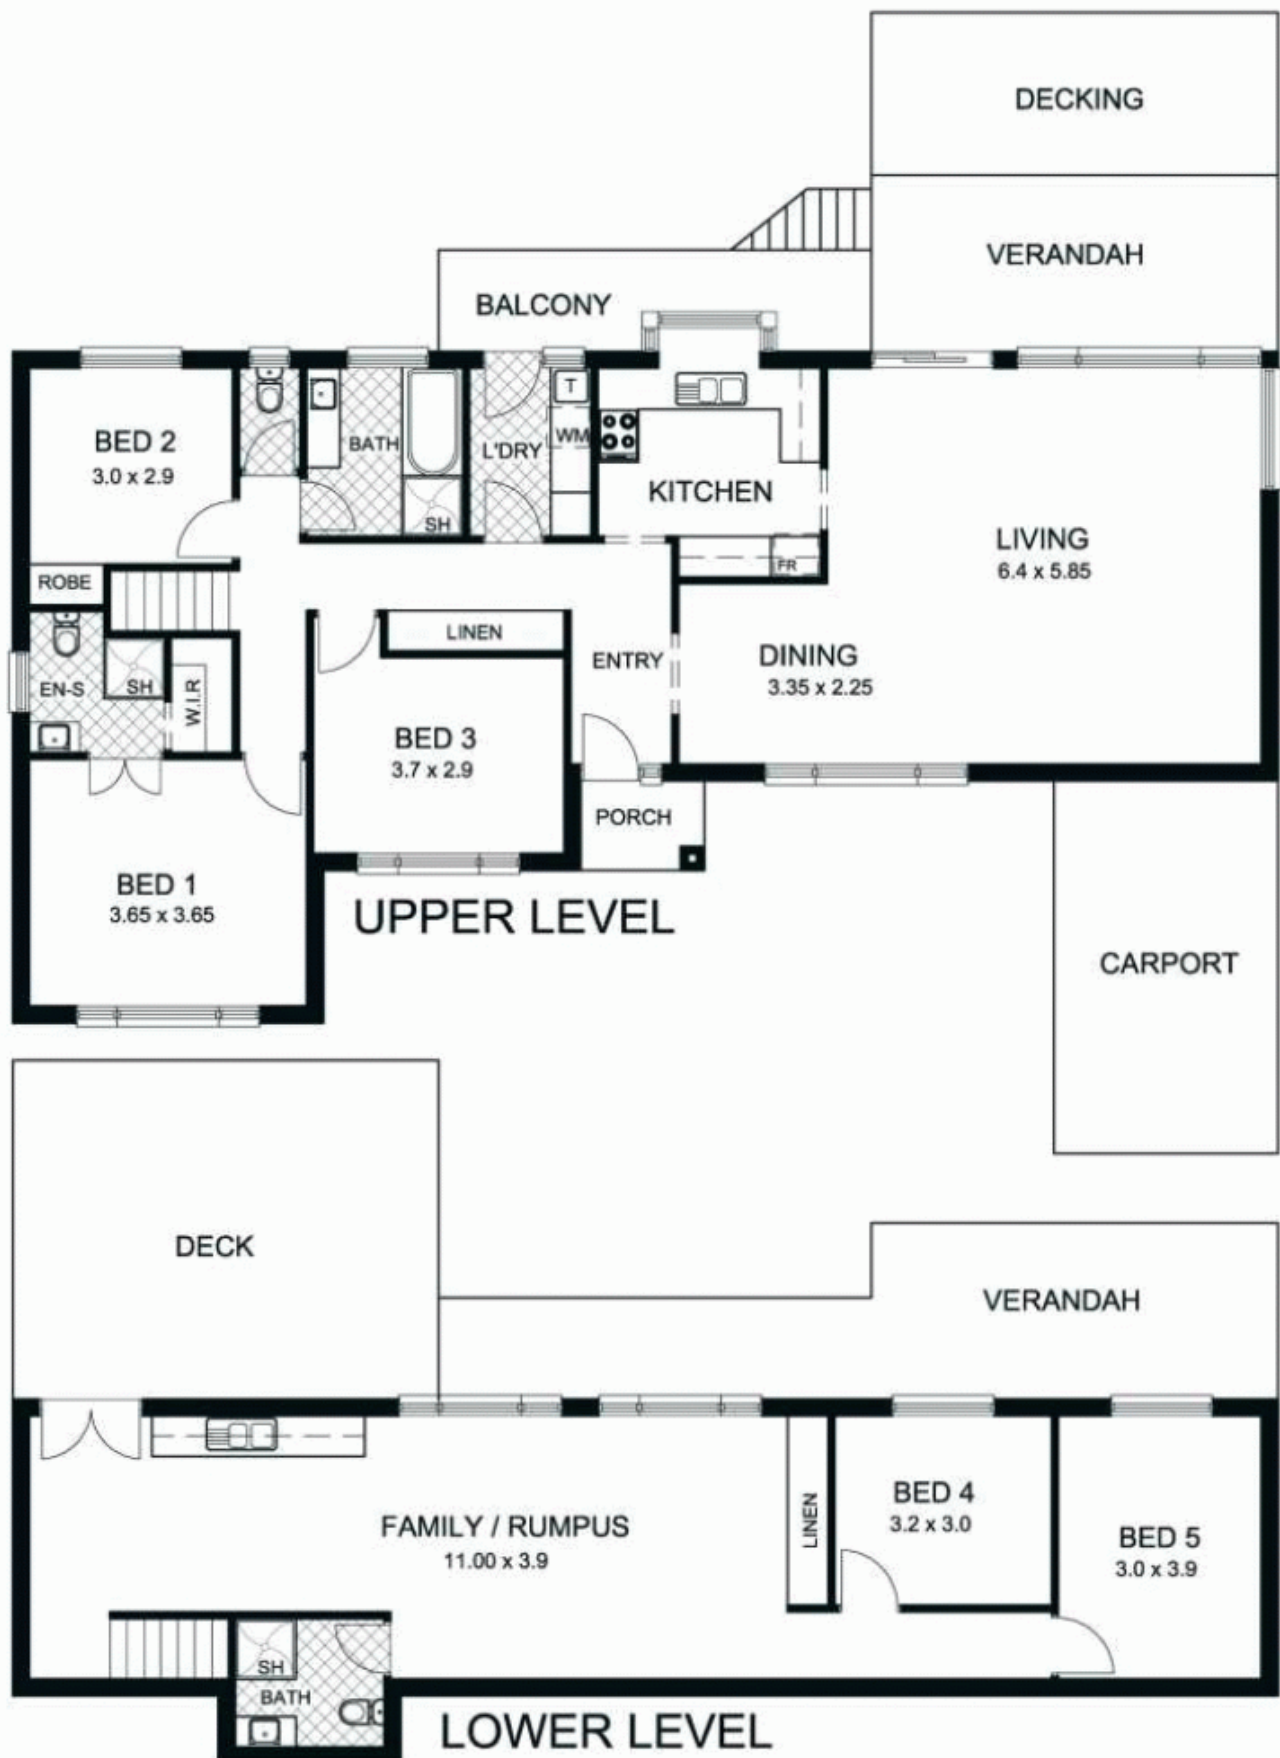 DECKING
VERANDAH
BALCONY
BED 2
3.0 x 2.9
BATH
L'DRY
T
WM
SH
KITCHEN
FR
LIVING
6.4 x 5.85
ROBE
LINEN
EN-S
SH
W.I.R
ENTRY
DINING
3.35 x 2.25
BED 3
3.7 x 2.9
PORCH
BED 1
3.65 x 3.65
UPPER LEVEL
CARPORT
DECK
VERANDAH
FAMILY / RUMPUS
11.00 x 3.9
LINEN
BED 4
3.2 x 3.0
BED 5
3.0 x 3.9
SH
BATH
LOWER LEVEL